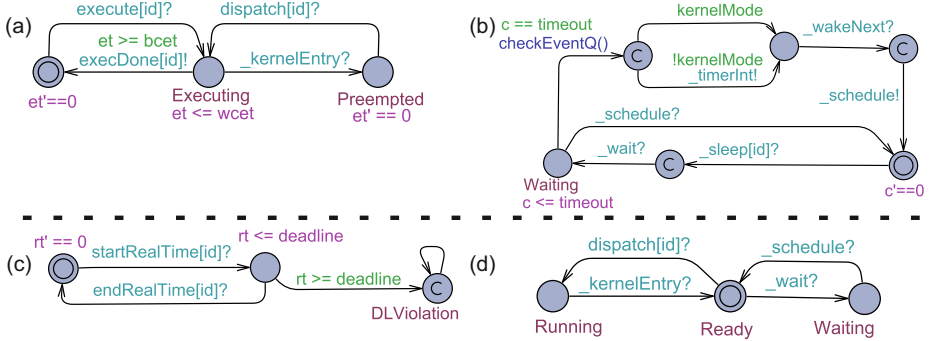 (a)
execute[id]?
dispatch[id]?
et >= bcet
execDone[id]!
_kernelEntry?
et'==0
Executing
et <= wcet
Preempted
et' == 0
(b)
c == timeout
checkEventQ()
kernelMode
!kernelMode
_timerInt!
_wakeNext?
C
C
_schedule!
_schedule?
_wait?
_sleep[id]?
C
Waiting
c <= timeout
c'==0
(c)
rt' == 0
rt <= deadline
startRealTime[id]?
endRealTime[id]?
rt >= deadline
C
DLViolation
(d)
dispatch[id]?
_schedule?
_kernelEntry?
_wait?
Running
Ready
Waiting